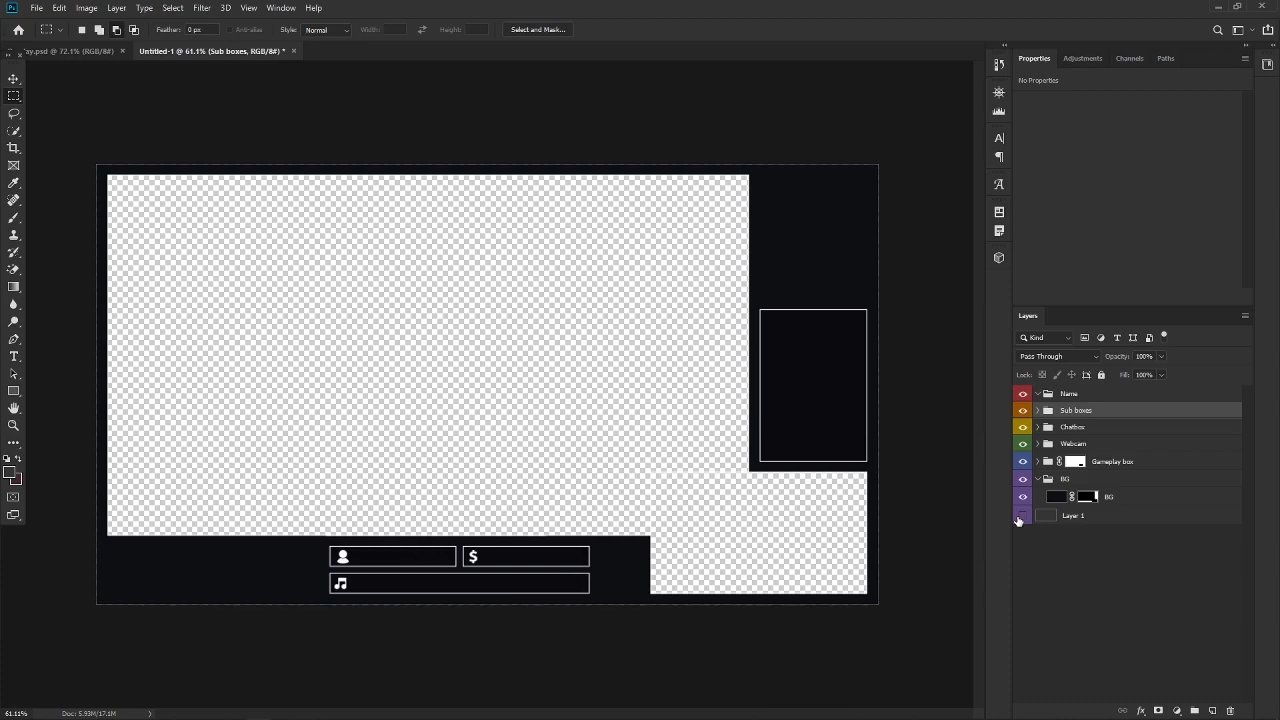 Ps File Edit Image Layer Type Select Filter 3D View Window Help
Feather: 0 px Anti-alias Style: Normal Width: Height: Select and Mask...
ay.psd @ 72.1% (RGB/8#) × Untitled-1 @ 61.1% (Sub boxes, RGB/8#) * ×
Properties Adjustments Channels Paths
No Properties
Layers
Kind
Pass Through Opacity: 100%
Lock: Fill: 100%
Name
Sub boxes
Chatbox
Webcam
Gameplay box
BG
BG
Layer 1
$
61.11% Doc: 5.93M/17.1M